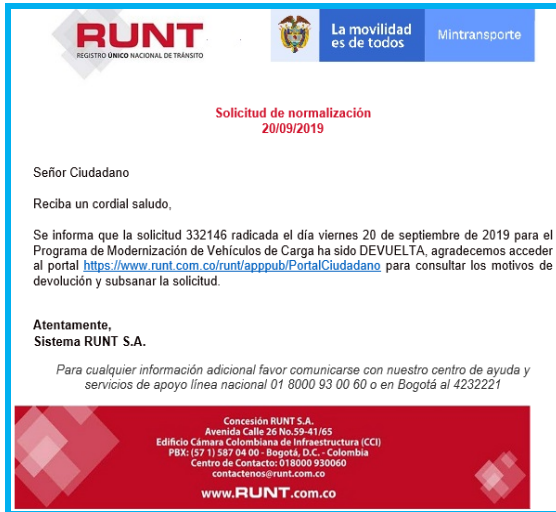 RUNT
REGISTRO ÚNICO NACIONAL DE TRÁNSITO
La movilidad
es de todos
Mintransporte
Solicitud de normalización
20/09/2019
Señor Ciudadano
Reciba un cordial saludo,
Se informa que la solicitud 332146 radicada el día viernes 20 de septiembre de 2019 para el
Programa de Modernización de Vehículos de Carga ha sido DEVUELTA, agradecemos acceder
al portal https://www.runt.com.co/runt/apppub/PortalCiudadano para consultar los motivos de
devolución y subsanar la solicitud.
Atentamente,
Sistema RUNT S.A.
Para cualquier información adicional favor comunicarse con nuestro centro de ayuda y
servicios de apoyo línea nacional 01 8000 93 00 60 o en Bogotá al 4232221
Concesión RUNT S.A.
Avenida Calle 26 No.59-41/65
Edificio Cámara Colombiana de Infraestructura (CCI)
PBX: (57 1) 587 04 00 - Bogotá, D.C. - Colombia
Centro de Contacto: 018000 930060
contactenos@runt.com.co
www.RUNT.com.co